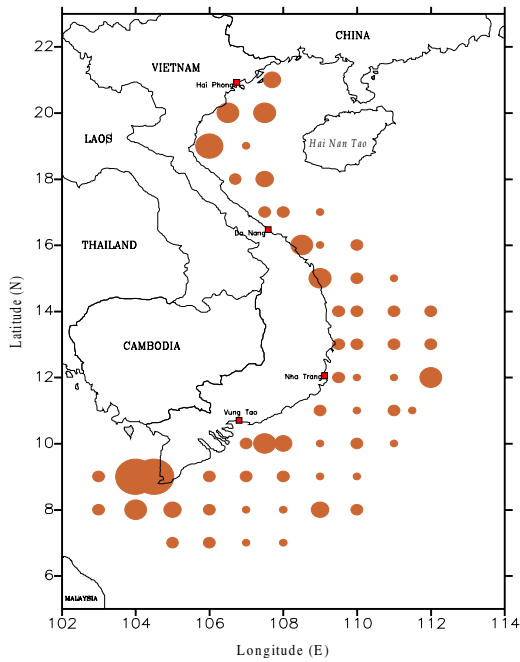 22
20
18
16
14
12
10
8
6
Latitude (N)
CHINA
VIETNAM
Hai Phong
LAOS
Hai Nan Tao
Da Nang
THAILAND
CAMBODIA
Nha Trang
Vung Tao
MALAYSIA
102 104 106 108 110 112 114
Longitude (E)